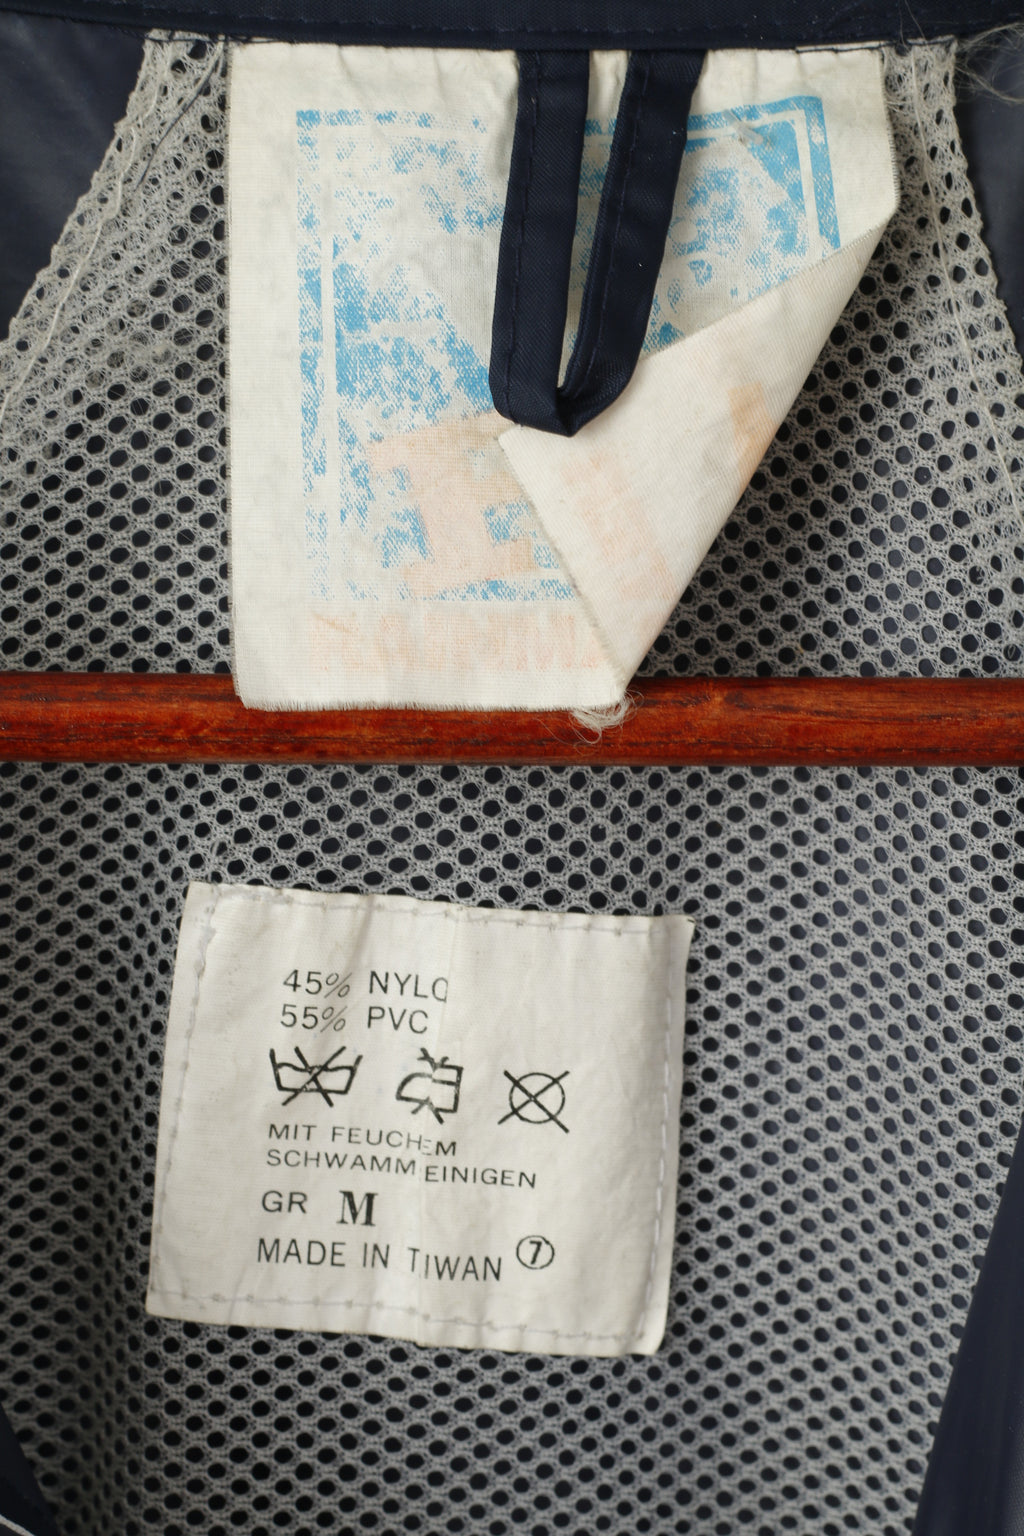 45% NYLO
55% PVC
MIT FEUCHEM
SCHWAMM EINIGEN
GR M
MADE IN TIWAN 7